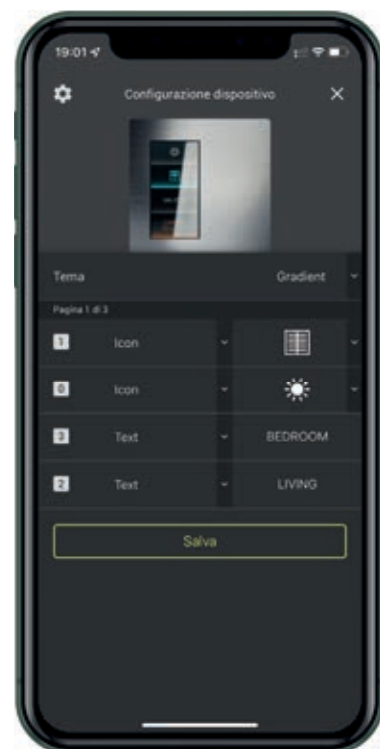 19:01
Configurazione dispositivo
Tema Gradient
Pagina 1 di 3
1 Icon
0 Icon
3 Text BEDROOM
2 Text LIVING
Salva